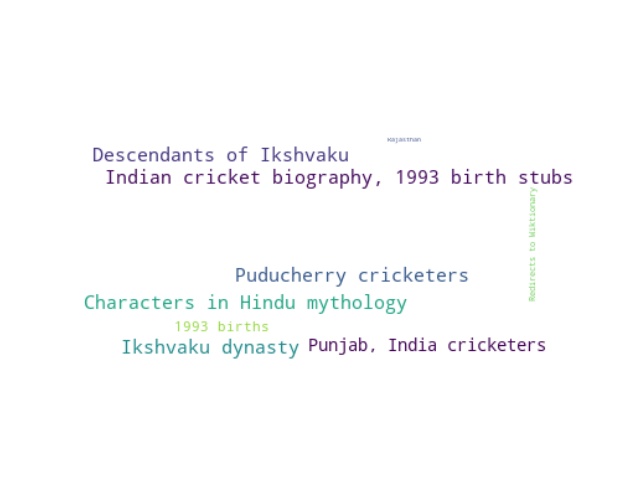 Rajasthan
Descendants of Ikshvaku
Indian cricket biography, 1993 birth stubs
Redirects to Wiktionary
Puducherry cricketers
Characters in Hindu mythology
1993 births
Ikshvaku dynasty
Punjab, India cricketers